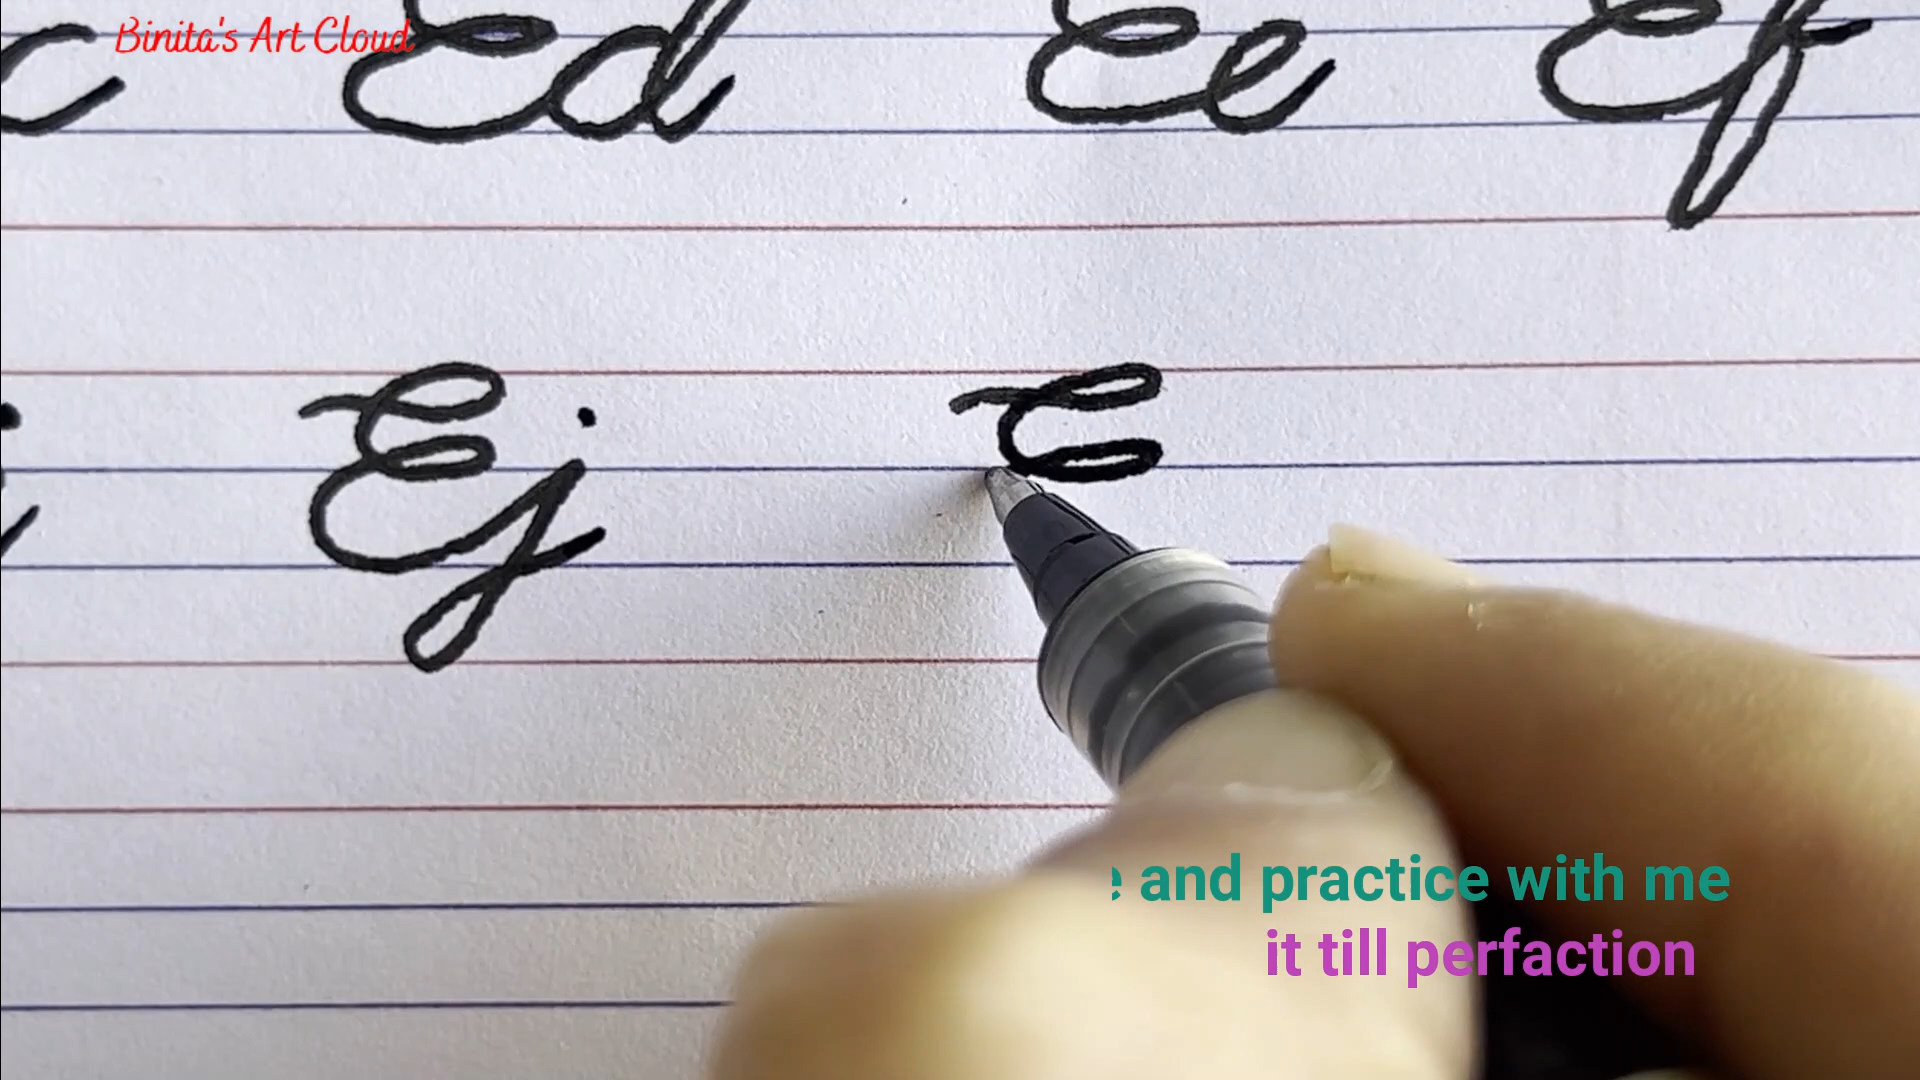 Binita's Art Cloud
c Ed Ee Ef
Ej E
and practice with me
it till perfaction